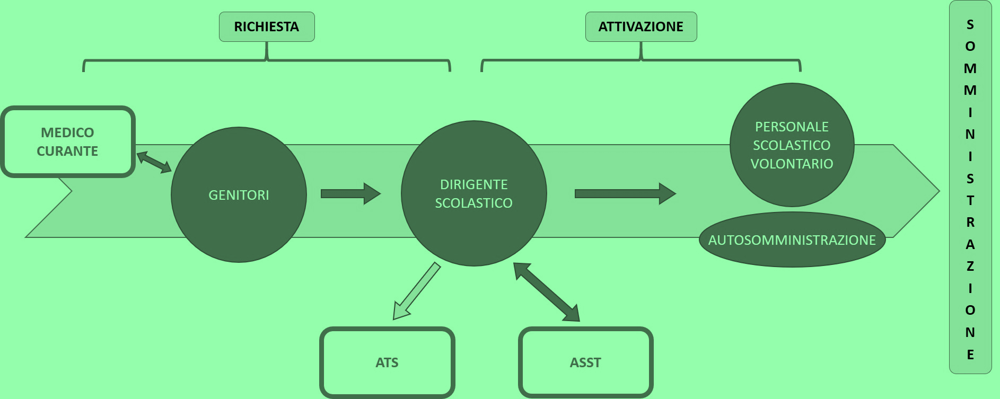 RICHIESTA
ATTIVAZIONE
MEDICO
CURANTE
GENITORI
DIRIGENTE
SCOLASTICO
PERSONALE
SCOLASTICO
VOLONTARIO
AUTOSOMMINISTRAZIONE
ATS
ASST
S
O
M
M
I
N
I
S
T
R
A
Z
I
O
N
E